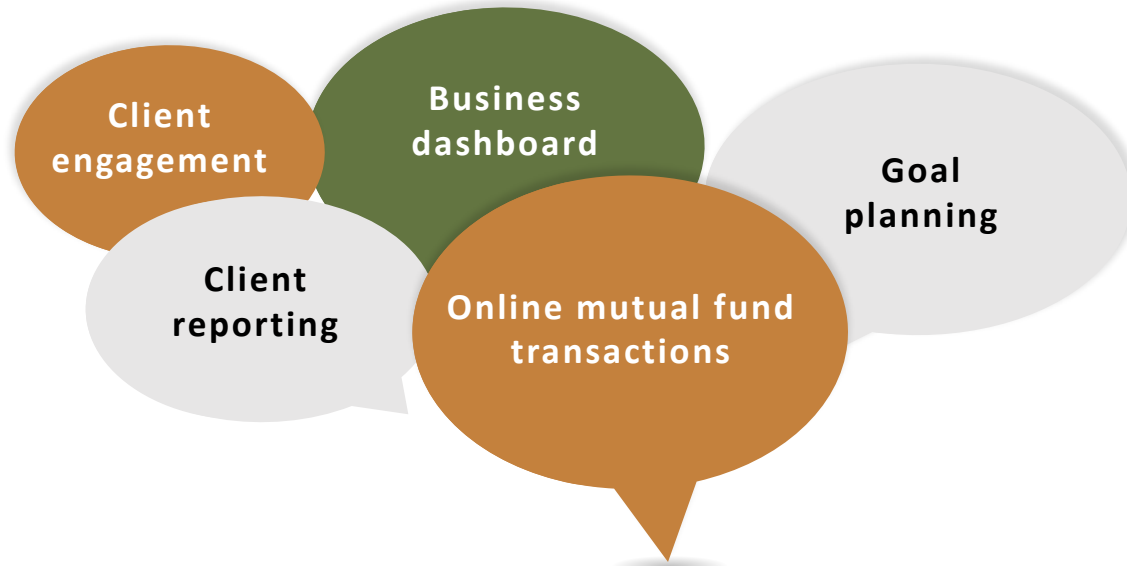 Client
engagement
Business
dashboard
Goal
planning
Client
reporting
Online mutual fund
transactions